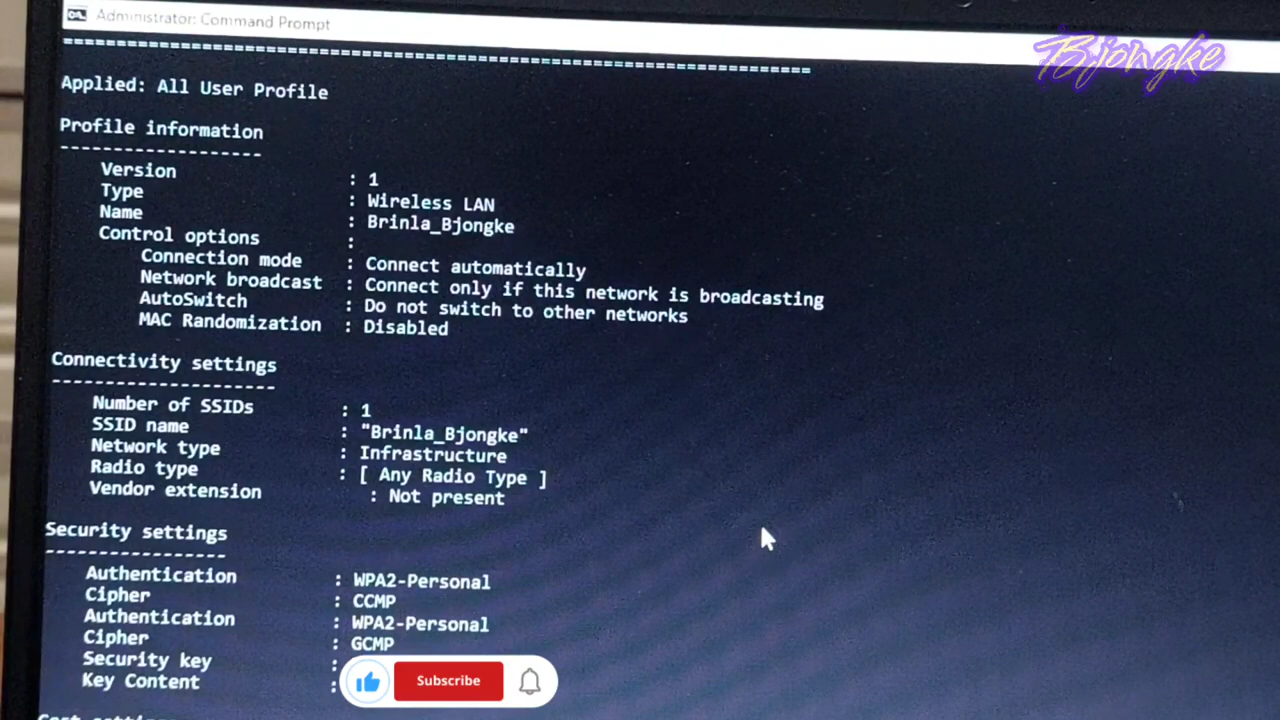 Administrator: Command Prompt
Bjongke
================================================================================
Applied: All User Profile
Profile information
-------------------
Version : 1
Type : Wireless LAN
Name : Brinla_Bjongke
Control options :
Connection mode : Connect automatically
Network broadcast : Connect only if this network is broadcasting
AutoSwitch : Do not switch to other networks
MAC Randomization : Disabled
Connectivity settings
---------------------
Number of SSIDs : 1
SSID name : "Brinla_Bjongke"
Network type : Infrastructure
Radio type : [ Any Radio Type ]
Vendor extension : Not present
Security settings
-----------------
Authentication : WPA2-Personal
Cipher : CCMP
Authentication : WPA2-Personal
Cipher : GCMP
Security key :
Key Content :
Subscribe
Cost settings